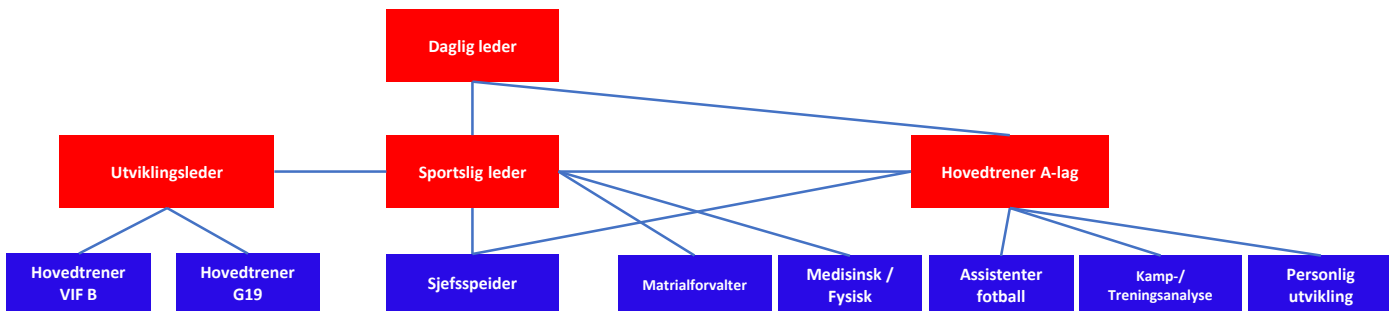 Daglig leder
Utviklingsleder
Sportslig leder
Hovedtrener A-lag
Hovedtrener
VIF B
Hovedtrener
G19
Sjefsspeider
Matrialforvalter
Medisinsk /
Fysisk
Assistenter
fotball
Kamp-/
Treningsanalyse
Personlig
utvikling